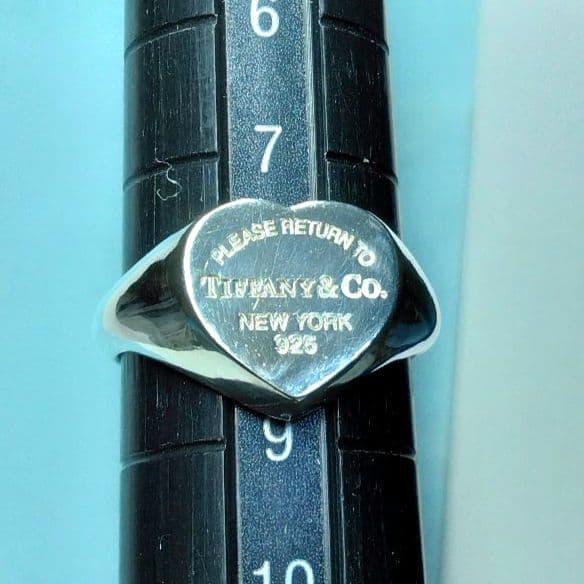 6
7
PLEASE RETURN TO
TIFFANY & CO.
NEW YORK
925
9
10